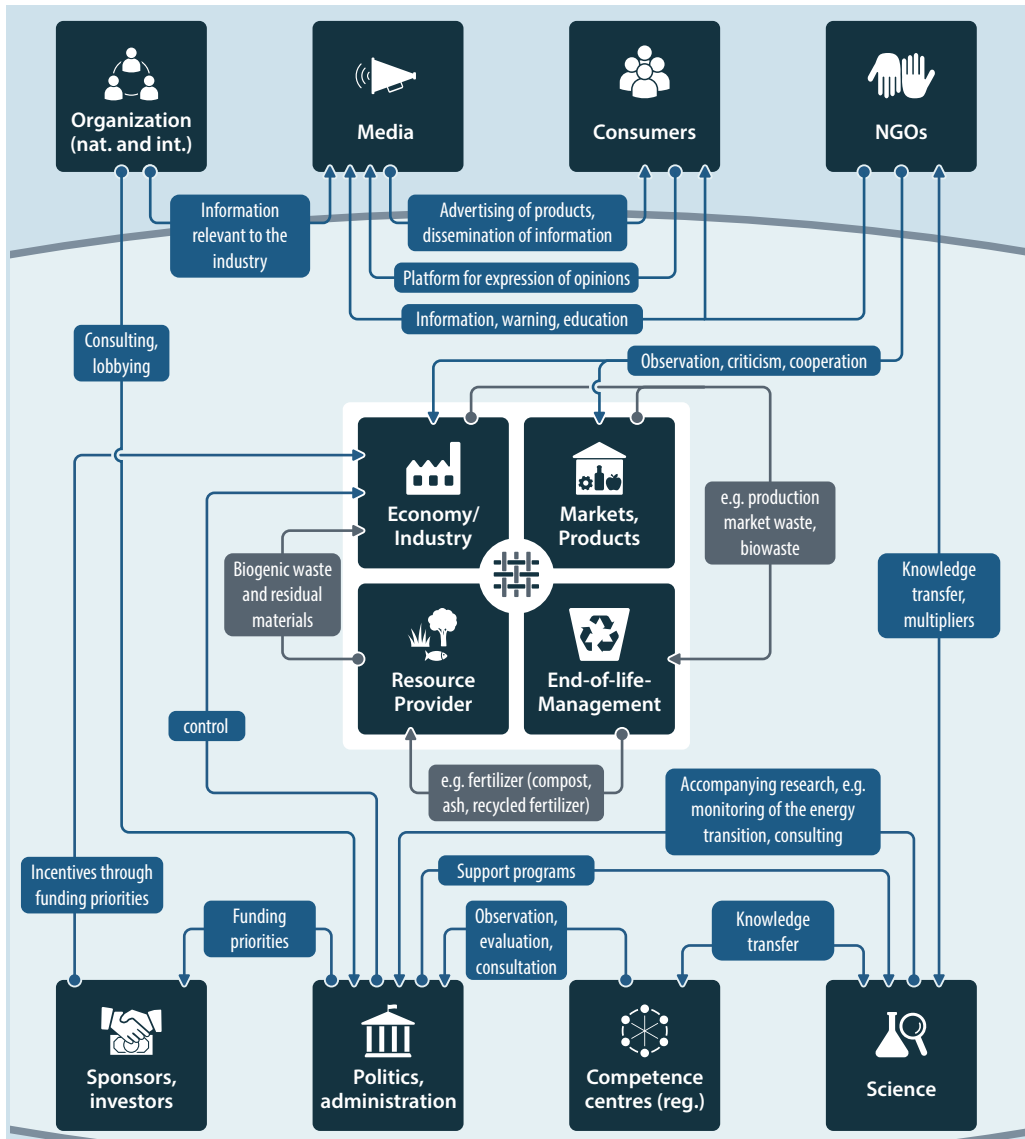 Organization
(nat. and int.)
Media
Consumers
NGOs
Information
relevant to the
industry
Advertising of products,
dissemination of information
Platform for expression of opinions
Information, warning, education
Consulting,
lobbying
Observation, criticism, cooperation
Economy/
Industry
Markets,
Products
e.g. production
market waste,
biowaste
Biogenic waste
and residual
materials
Knowledge
transfer,
multipliers
Resource
Provider
End-of-life-
Management
control
e.g. fertilizer (compost,
ash, recycled fertilizer)
Accompanying research, e.g.
monitoring of the energy
transition, consulting
Incentives through
funding priorities
Support programs
Funding
priorities
Observation,
evaluation,
consultation
Knowledge
transfer
Sponsors,
investors
Politics,
administration
Competence
centres (reg.)
Science